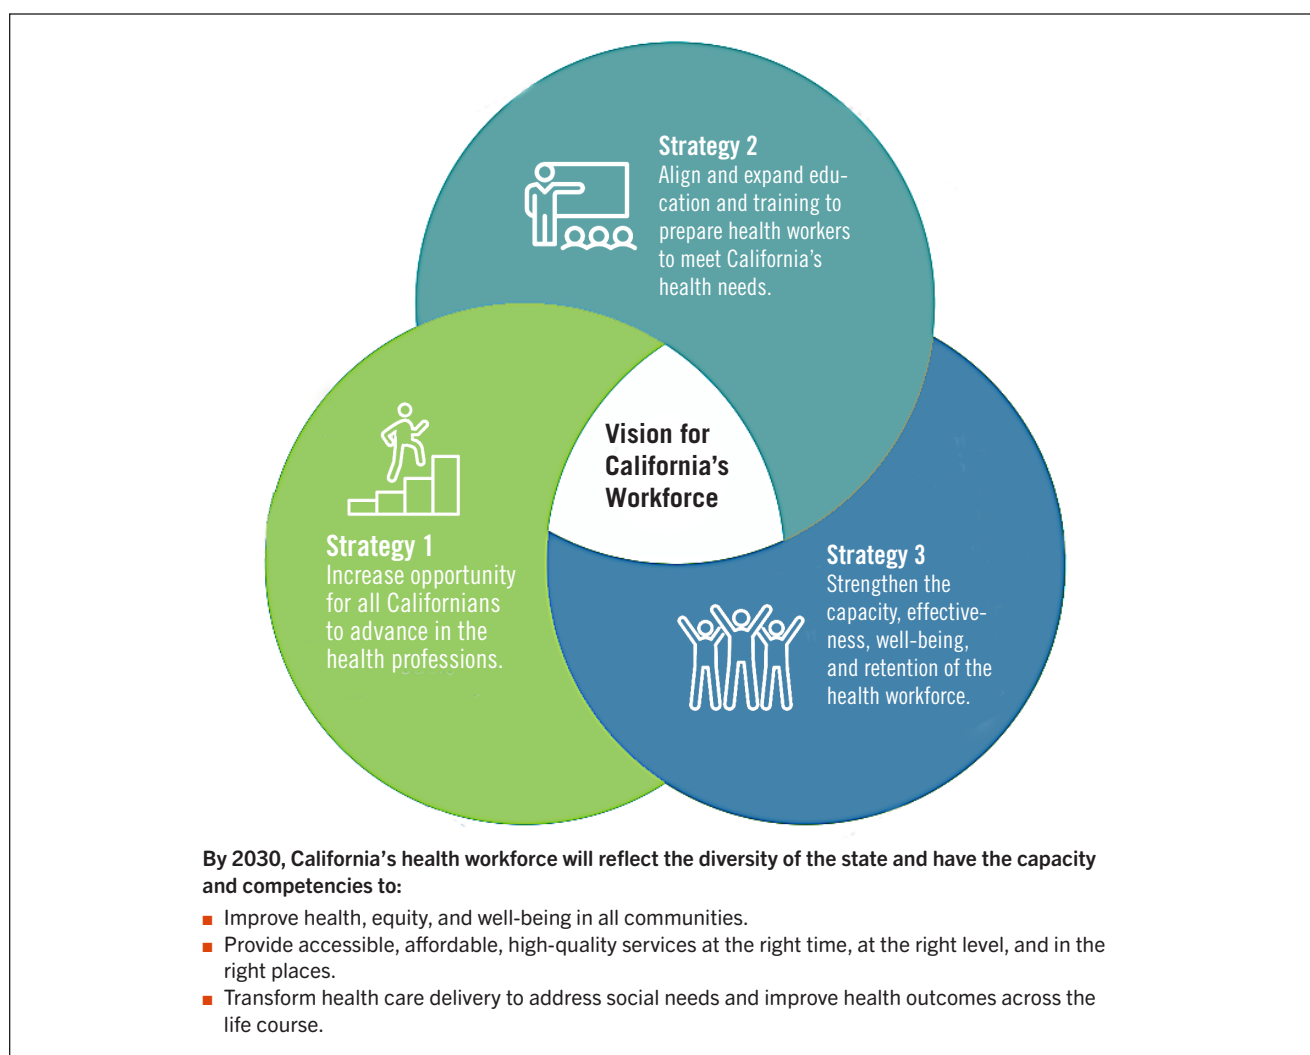 Strategy 2
Align and expand edu-
cation and training to
prepare health workers
to meet California’s
health needs.
Vision for
California’s
Workforce
Strategy 1
Increase opportunity
for all Californians
to advance in the
health professions.
Strategy 3
Strengthen the
capacity, effective-
ness, well-being,
and retention of the
health workforce.
By 2030, California’s health workforce will reflect the diversity of the state and have the capacity
and competencies to:
■ Improve health, equity, and well-being in all communities.
■ Provide accessible, affordable, high-quality services at the right time, at the right level, and in the
right places.
■ Transform health care delivery to address social needs and improve health outcomes across the
life course.